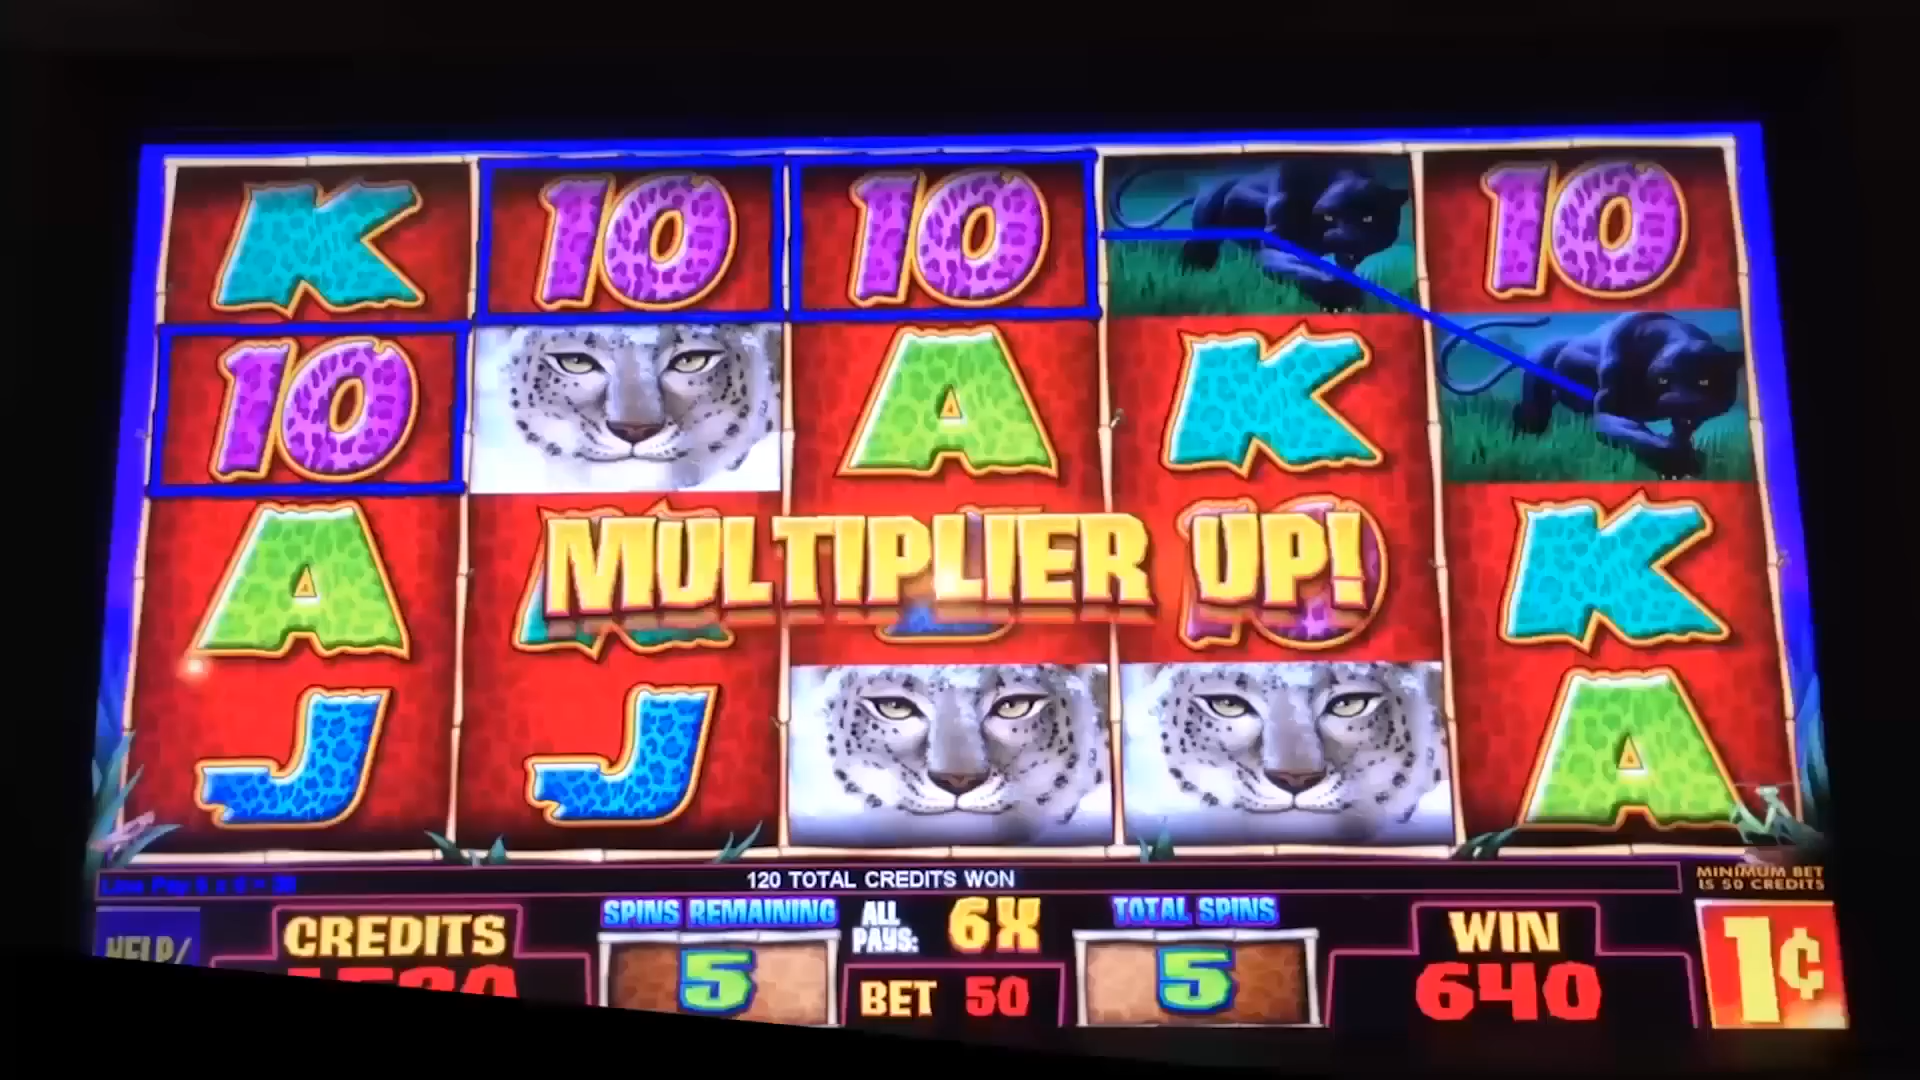 K 10 10 10
10 A K
A K
MULTIPLIER UP!
J J A
120 TOTAL CREDITS WON
MINIMUM BET
IS 50 CREDITS
HELP/
CREDITS
SPINS REMAINING
5
ALL
PAYS: 6X
BET 50
TOTAL SPINS
5
WIN
640
1¢